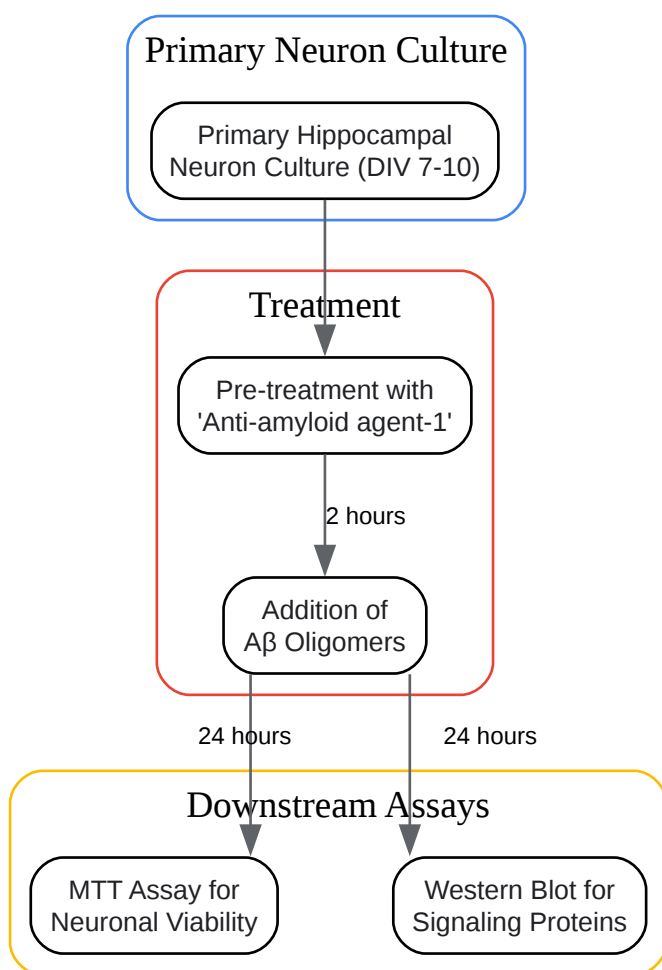 Primary Neuron Culture
Primary Hippocampal
Neuron Culture (DIV 7-10)
Treatment
Pre-treatment with
'Anti-amyloid agent-1'
2 hours
Addition of
Aβ Oligomers
24 hours
24 hours
Downstream Assays
MTT Assay for
Neuronal Viability
Western Blot for
Signaling Proteins